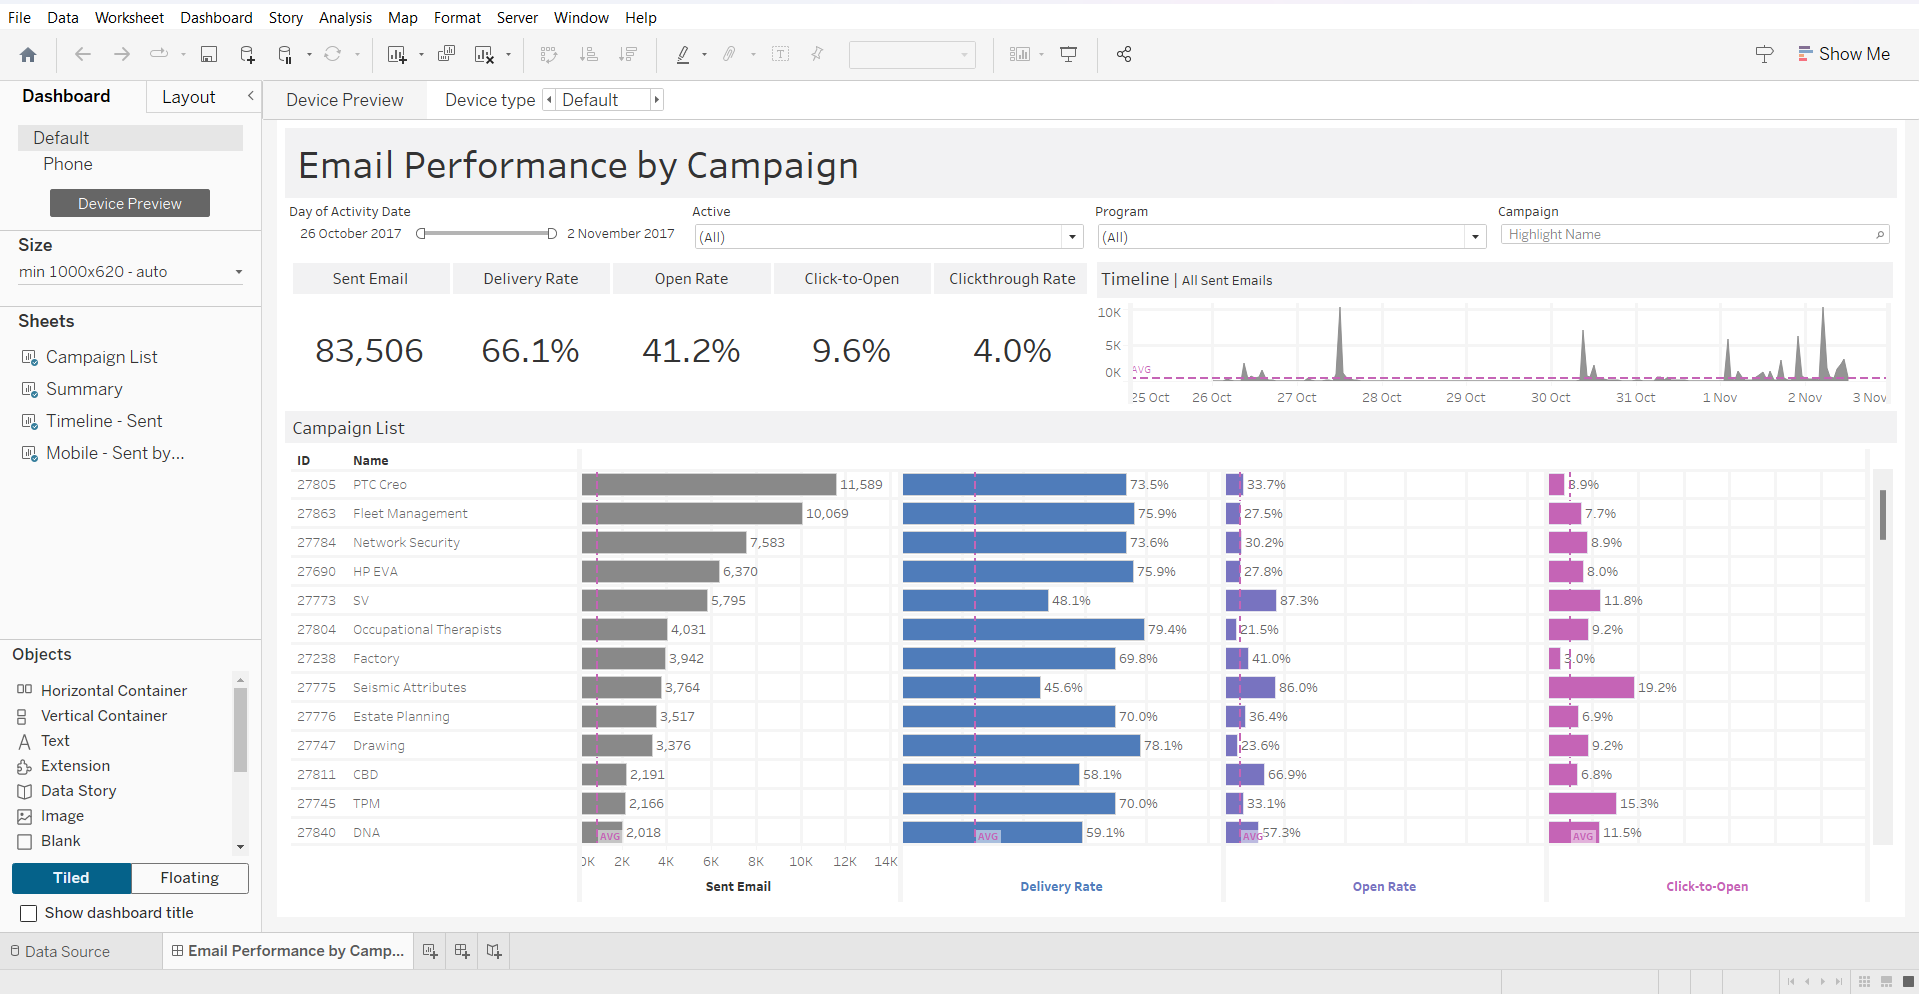 File Data Worksheet Dashboard Story Analysis Map Format Server Window Help
Show Me
Dashboard Layout
Device Preview Device type Default
Default
Phone
Device Preview
Size
min 1000x620 - auto
Sheets
Campaign List
Summary
Timeline - Sent
Mobile - Sent by...
Objects
Horizontal Container
Vertical Container
Text
Extension
Data Story
Image
Blank
Tiled Floating
Show dashboard title
Email Performance by Campaign
Day of Activity Date Active Program Campaign
26 October 2017 2 November 2017 (All) (All) Highlight Name
Sent Email Delivery Rate Open Rate Click-to-Open Clickthrough Rate
83,506 66.1% 41.2% 9.6% 4.0%
Timeline | All Sent Emails
10K
5K
0K
AVG
25 Oct 26 Oct 27 Oct 28 Oct 29 Oct 30 Oct 31 Oct 1 Nov 2 Nov 3 Nov
Campaign List
ID Name
27805 PTC Creo 11,589 73.5% 33.7% 3.9%
27863 Fleet Management 10,069 75.9% 27.5% 7.7%
27784 Network Security 7,583 73.6% 30.2% 8.9%
27690 HP EVA 6,370 75.9% 27.8% 8.0%
27773 SV 5,795 48.1% 87.3% 11.8%
27804 Occupational Therapists 4,031 79.4% 21.5% 9.2%
27238 Factory 3,942 69.8% 41.0% 3.0%
27775 Seismic Attributes 3,764 45.6% 86.0% 19.2%
27776 Estate Planning 3,517 70.0% 36.4% 6.9%
27747 Drawing 3,376 78.1% 23.6% 9.2%
27811 CBD 2,191 58.1% 66.9% 6.8%
27745 TPM 2,166 70.0% 33.1% 15.3%
27840 DNA AVG 2,018 AVG 59.1% AVG 57.3% AVG 11.5%
0K 2K 4K 6K 8K 10K 12K 14K
Sent Email Delivery Rate Open Rate Click-to-Open
Data Source Email Performance by Camp...